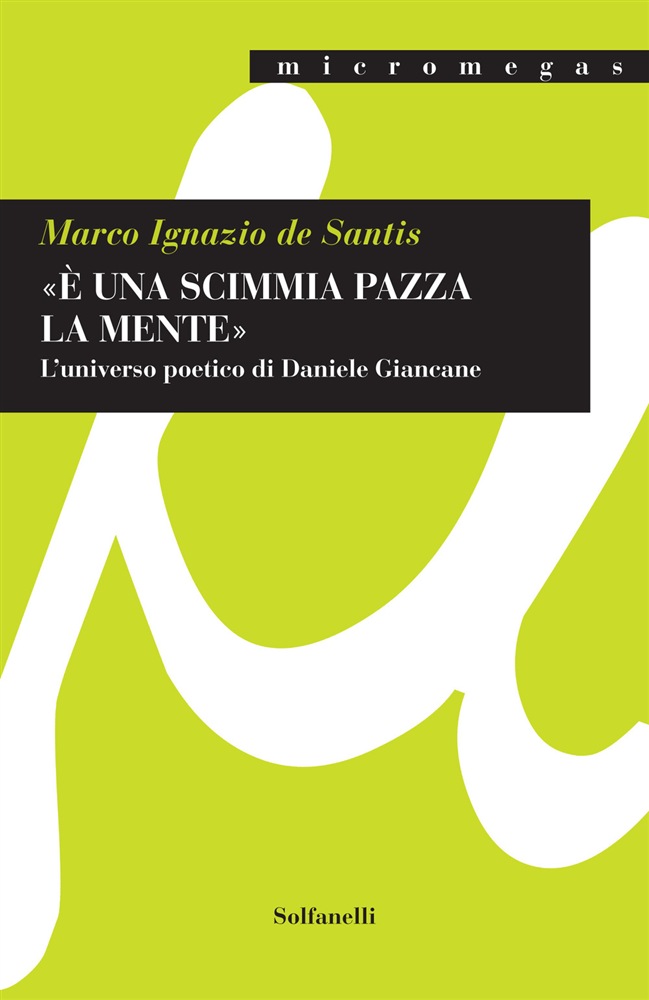 micromegas
Marco Ignazio de Santis
«È UNA SCIMMIA PAZZA
LA MENTE»
L'universo poetico di Daniele Giancane
Solfanelli